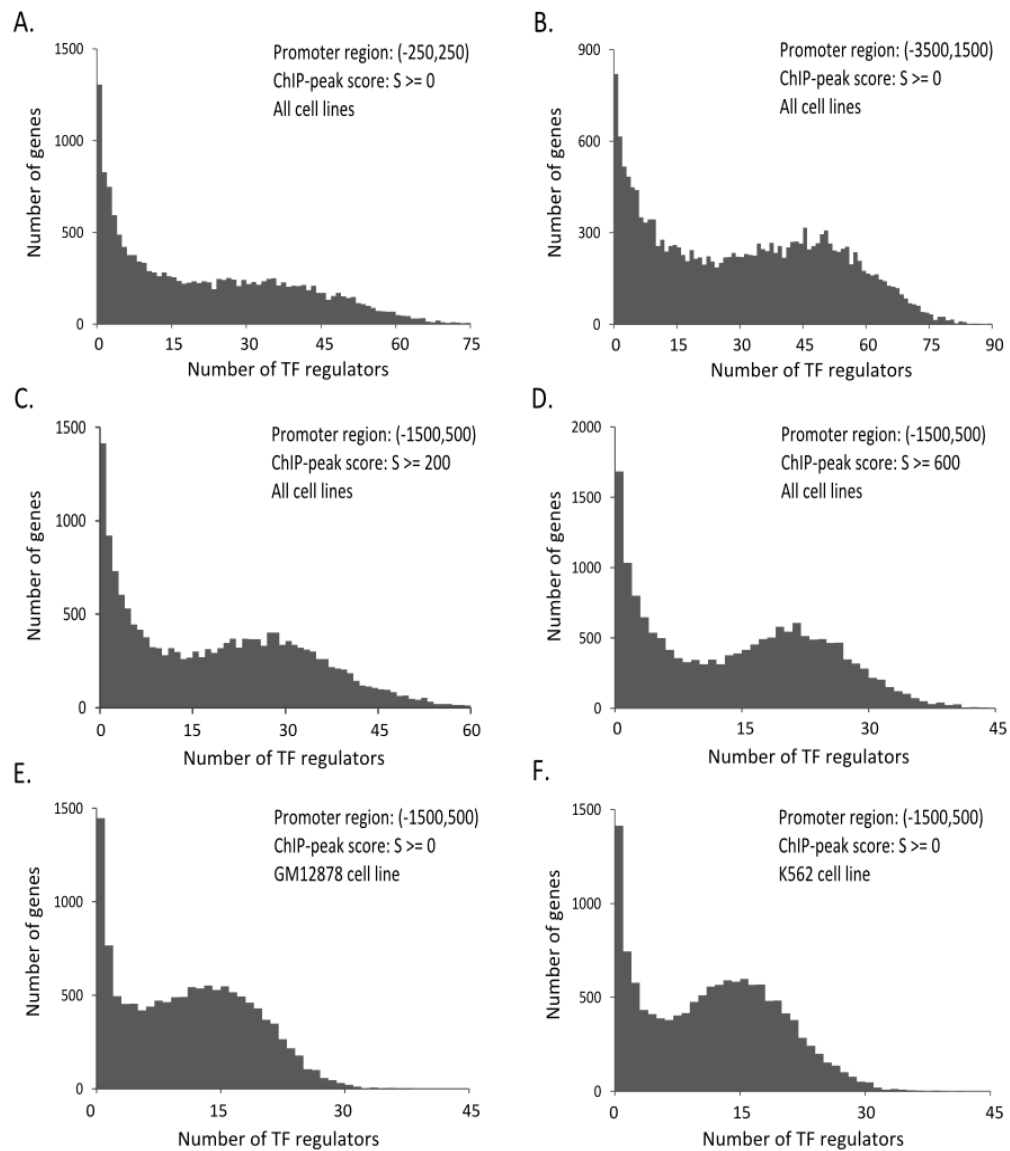 A.
Promoter region: (-250,250)
ChIP-peak score: S >= 0
All cell lines
Number of genes
1500
1000
500
0
0 15 30 45 60 75
Number of TF regulators
B.
Promoter region: (-3500,1500)
ChIP-peak score: S >= 0
All cell lines
Number of genes
900
600
300
0
0 15 30 45 60 75 90
Number of TF regulators
C.
Promoter region: (-1500,500)
ChIP-peak score: S >= 200
All cell lines
Number of genes
1500
1000
500
0
0 15 30 45 60
Number of TF regulators
D.
Promoter region: (-1500,500)
ChIP-peak score: S >= 600
All cell lines
Number of genes
2000
1500
1000
500
0
0 15 30 45
Number of TF regulators
E.
Promoter region: (-1500,500)
ChIP-peak score: S >= 0
GM12878 cell line
Number of genes
1500
1000
500
0
0 15 30 45
Number of TF regulators
F.
Promoter region: (-1500,500)
ChIP-peak score: S >= 0
K562 cell line
Number of genes
1500
1000
500
0
0 15 30 45
Number of TF regulators